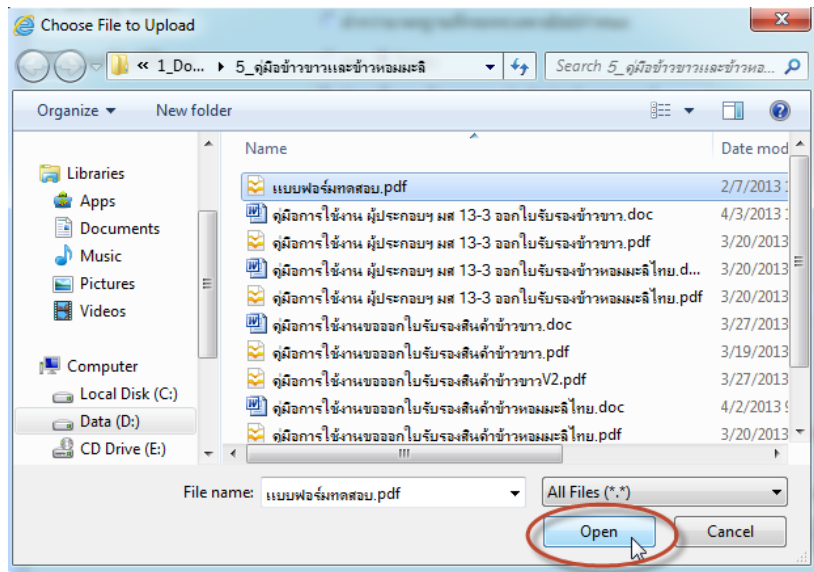 Choose File to Upload
« 1_Do... ▸ 5_คู่มือข้าวขาวและข้าวหอมมะลิ
Search 5_คู่มือข้าวขาวและข้าวหอ...
Organize
New folder
Name
Date mod
Libraries
Apps
Documents
Music
Pictures
Videos
Computer
Local Disk (C:)
Data (D:)
CD Drive (E:)
แบบฟอร์มทดสอบ.pdf 2/7/2013 1
คู่มือการใช้งาน ผู้ประกอบฯ มส 13-3 ออกใบรับรองข้าวขาว.doc 4/3/2013 1
คู่มือการใช้งาน ผู้ประกอบฯ มส 13-3 ออกใบรับรองข้าวขาว.pdf 3/20/2013
คู่มือการใช้งาน ผู้ประกอบฯ มส 13-3 ออกใบรับรองข้าวหอมมะลิไทย.d... 3/20/2013
คู่มือการใช้งาน ผู้ประกอบฯ มส 13-3 ออกใบรับรองข้าวหอมมะลิไทย.pdf 3/20/2013
คู่มือการใช้งานขอออกใบรับรองสินค้าข้าวขาว.doc 3/27/2013
คู่มือการใช้งานขอออกใบรับรองสินค้าข้าวขาว.pdf 3/19/2013
คู่มือการใช้งานขอออกใบรับรองสินค้าข้าวขาวV2.pdf 3/27/2013
คู่มือการใช้งานขอออกใบรับรองสินค้าข้าวหอมมะลิไทย.doc 4/2/2013 9
คู่มือการใช้งานขอออกใบรับรองสินค้าข้าวหอมมะลิไทย.pdf 3/20/2013
File name: แบบฟอร์มทดสอบ.pdf
All Files (*.*)
Open
Cancel